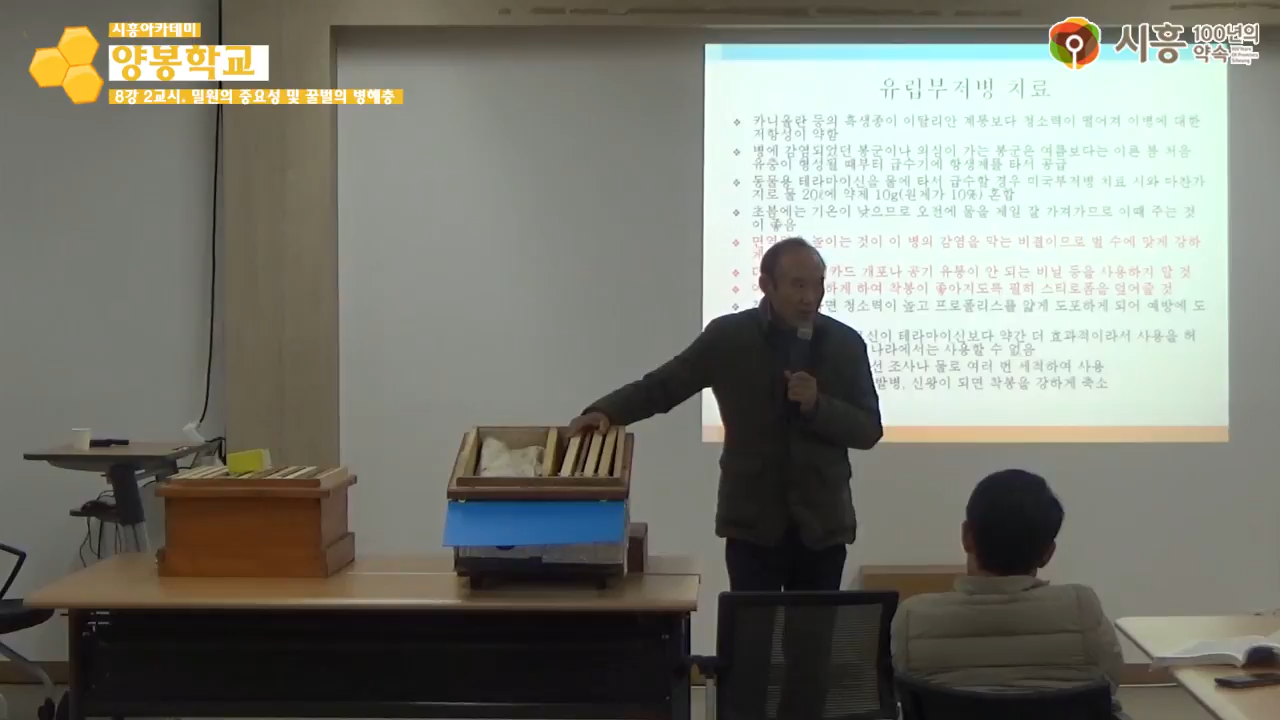 시흥아카데미
양봉학교
8강 2교시. 밀원의 중요성 및 꿀벌의 병해충
시흥 100년의 약속
유럽부저병 치료
카니올란 등의 흑생종이 이탈리안 계통보다 청소력이 떨어져 이병에 대한
저항성이 약함
병에 감염되었던 봉군이나 의심이 가는 봉군은 여름보다는 이른 봄 처음
유충이 형성될 때부터 급수기에 항생제를 타서 공급
동물용 테라마이신을 물에 타서 급수할 경우 미국부저병 치료 시와 마찬가
지로 물 20ℓ에 약제 10g(원제가 10%) 혼합
초봄에는 기온이 낮으므로 오전에 물을 제일 잘 가져가므로 이때 주는 것
이 좋음
높이는 것이 이 병의 감염을 막는 비결이므로 벌 수에 맞게 강하
카드 개포나 공기 유통이 안 되는 비닐 등을 사용하지 말 것
하게 하여 착봉이 좋아지도록 필히 스티로폼을 덮어줄 것
면 청소력이 높고 프로폴리스를 얇게 도포하게 되어 예방에 도
신이 테라마이신보다 약간 더 효과적이라서 사용을 허
나라에서는 사용할 수 없음
선 조사나 물로 여러 번 세척하여 사용
발병, 신왕이 되면 착봉을 강하게 축소